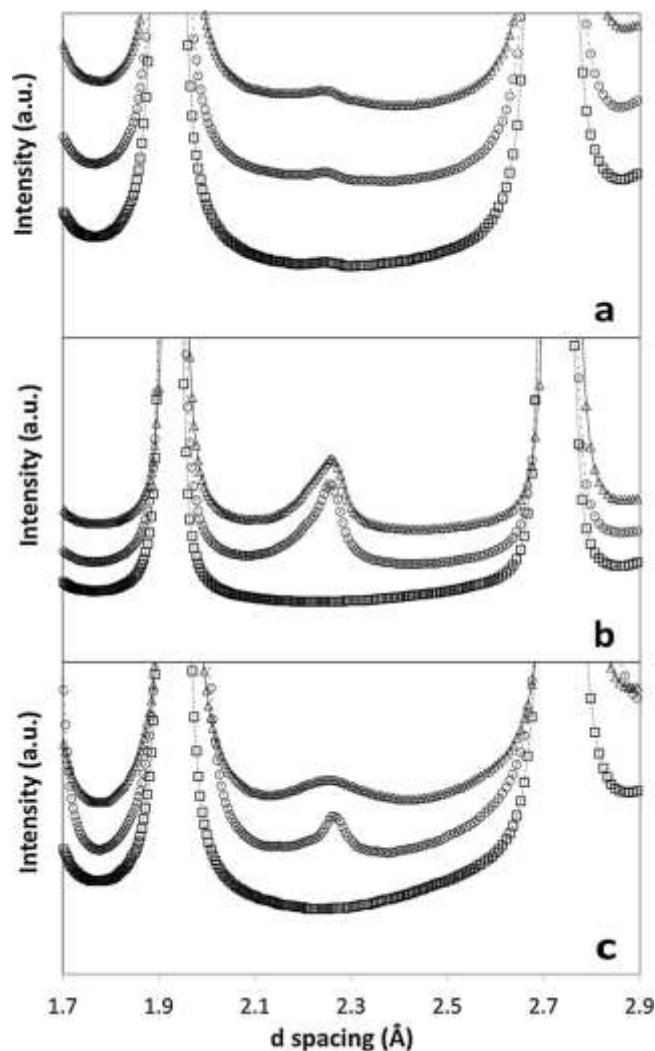 Intensity (a.u.)
a
Intensity (a.u.)
b
Intensity (a.u.)
c
1.7 1.9 2.1 2.3 2.5 2.7 2.9
d spacing (Å)